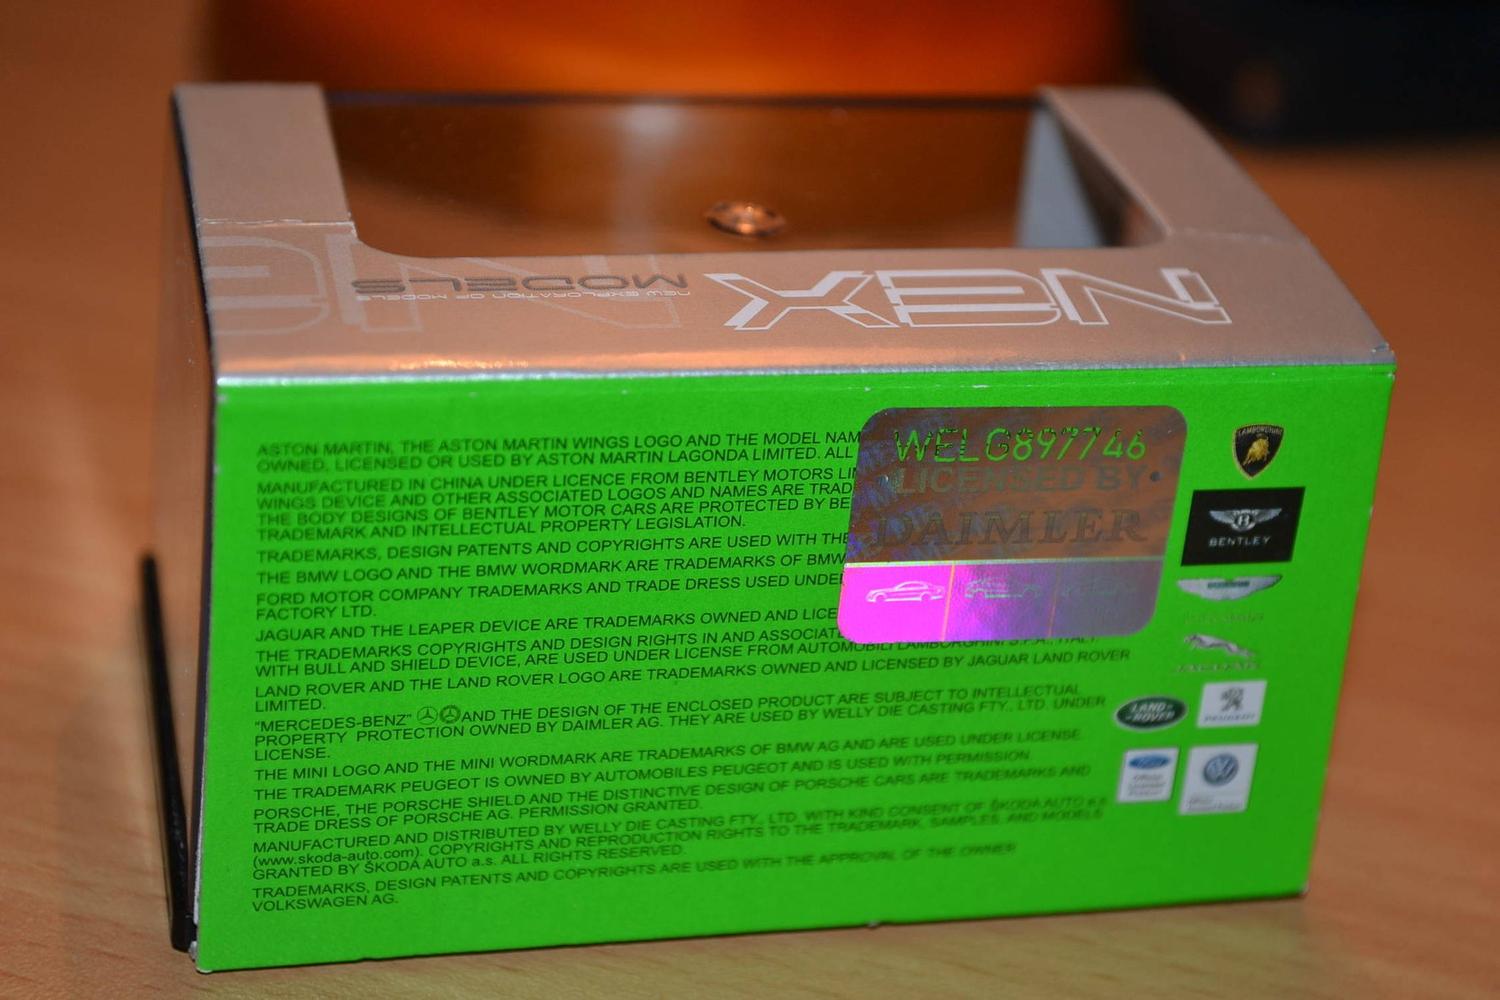 NEX
MODELS
NEW EXPLORATION OF MODELS
ASTON MARTIN, THE ASTON MARTIN WINGS LOGO AND THE MODEL NAM
OWNED, LICENSED OR USED BY ASTON MARTIN LAGONDA LIMITED. ALL
MANUFACTURED IN CHINA UNDER LICENCE FROM BENTLEY MOTORS LI
WINGS DEVICE AND OTHER ASSOCIATED LOGOS AND NAMES ARE TRAD
THE BODY DESIGNS OF BENTLEY MOTOR CARS ARE PROTECTED BY BE
TRADEMARK AND INTELLECTUAL PROPERTY LEGISLATION.
TRADEMARKS, DESIGN PATENTS AND COPYRIGHTS ARE USED WITH THE
THE BMW LOGO AND THE BMW WORDMARK ARE TRADEMARKS OF BMW
FORD MOTOR COMPANY TRADEMARKS AND TRADE DRESS USED UNDER
FACTORY LTD.
JAGUAR AND THE LEAPER DEVICE ARE TRADEMARKS OWNED AND LICE
THE TRADEMARKS COPYRIGHTS AND DESIGN RIGHTS IN AND ASSOCIATE
WITH BULL AND SHIELD DEVICE, ARE USED UNDER LICENSE FROM AUTOMOBILI LAMBORGHINI S.P.A. ITALY.
LAND ROVER AND THE LAND ROVER LOGO ARE TRADEMARKS OWNED AND LICENSED BY JAGUAR LAND ROVER
LIMITED.
"MERCEDES-BENZ" AND THE DESIGN OF THE ENCLOSED PRODUCT ARE SUBJECT TO INTELLECTUAL
PROPERTY PROTECTION OWNED BY DAIMLER AG. THEY ARE USED BY WELLY DIE CASTING FTY., LTD. UNDER
LICENSE.
THE MINI LOGO AND THE MINI WORDMARK ARE TRADEMARKS OF BMW AG AND ARE USED UNDER LICENSE.
THE TRADEMARK PEUGEOT IS OWNED BY AUTOMOBILES PEUGEOT AND IS USED WITH PERMISSION.
PORSCHE, THE PORSCHE SHIELD AND THE DISTINCTIVE DESIGN OF PORSCHE CARS ARE TRADEMARKS AND
TRADE DRESS OF PORSCHE AG. PERMISSION GRANTED.
MANUFACTURED AND DISTRIBUTED BY WELLY DIE CASTING FTY., LTD. WITH KIND CONSENT OF ŠKODA AUTO a.s.
(www.skoda-auto.com). COPYRIGHTS AND REPRODUCTION RIGHTS TO THE TRADEMARK, SAMPLES, AND MODELS
GRANTED BY ŠKODA AUTO a.s. ALL RIGHTS RESERVED.
TRADEMARKS, DESIGN PATENTS AND COPYRIGHTS ARE USED WITH THE APPROVAL OF THE OWNER
VOLKSWAGEN AG.
WELG897746
LICENSED BY
DAIMLER
LAMBORGHINI
BENTLEY
JAGUAR
LAND-
-ROVER
PEUGEOT
Ford